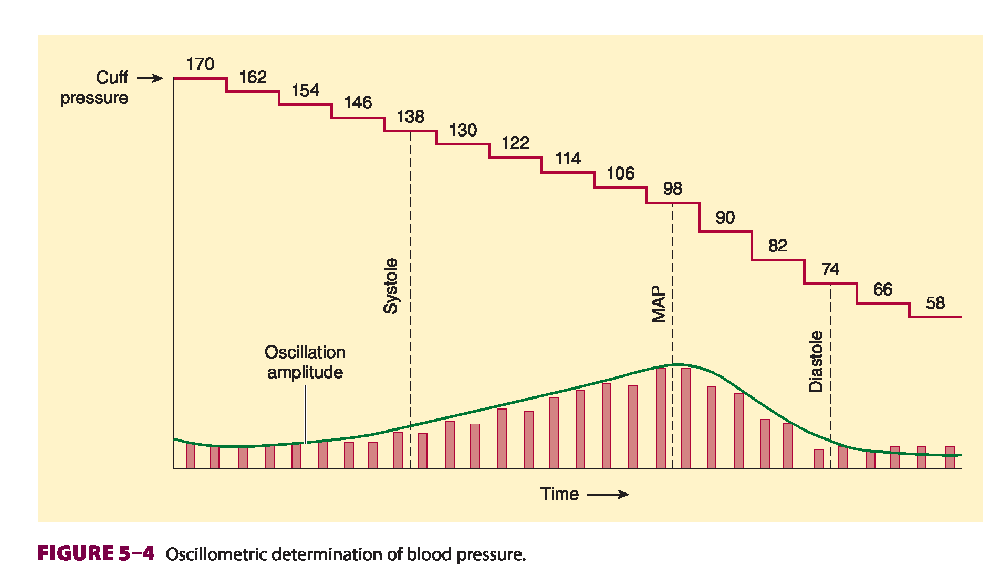 170
Cuff
pressure
162
154
146
138
130
122
114
106
98
90
82
74
66
58
Systole
MAP
Diastole
Oscillation
amplitude
Time
FIGURE 5–4 Oscillometric determination of blood pressure.